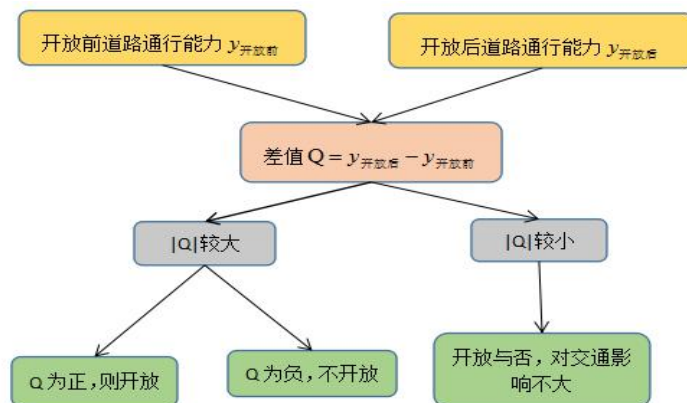 开放前道路通行能力 y开放前
开放后道路通行能力 y开放后
差值 Q = y开放后 − y开放前
|Q|较大
|Q|较小
Q 为正，则开放
Q 为负，不开放
开放与否，对交通影
响不大